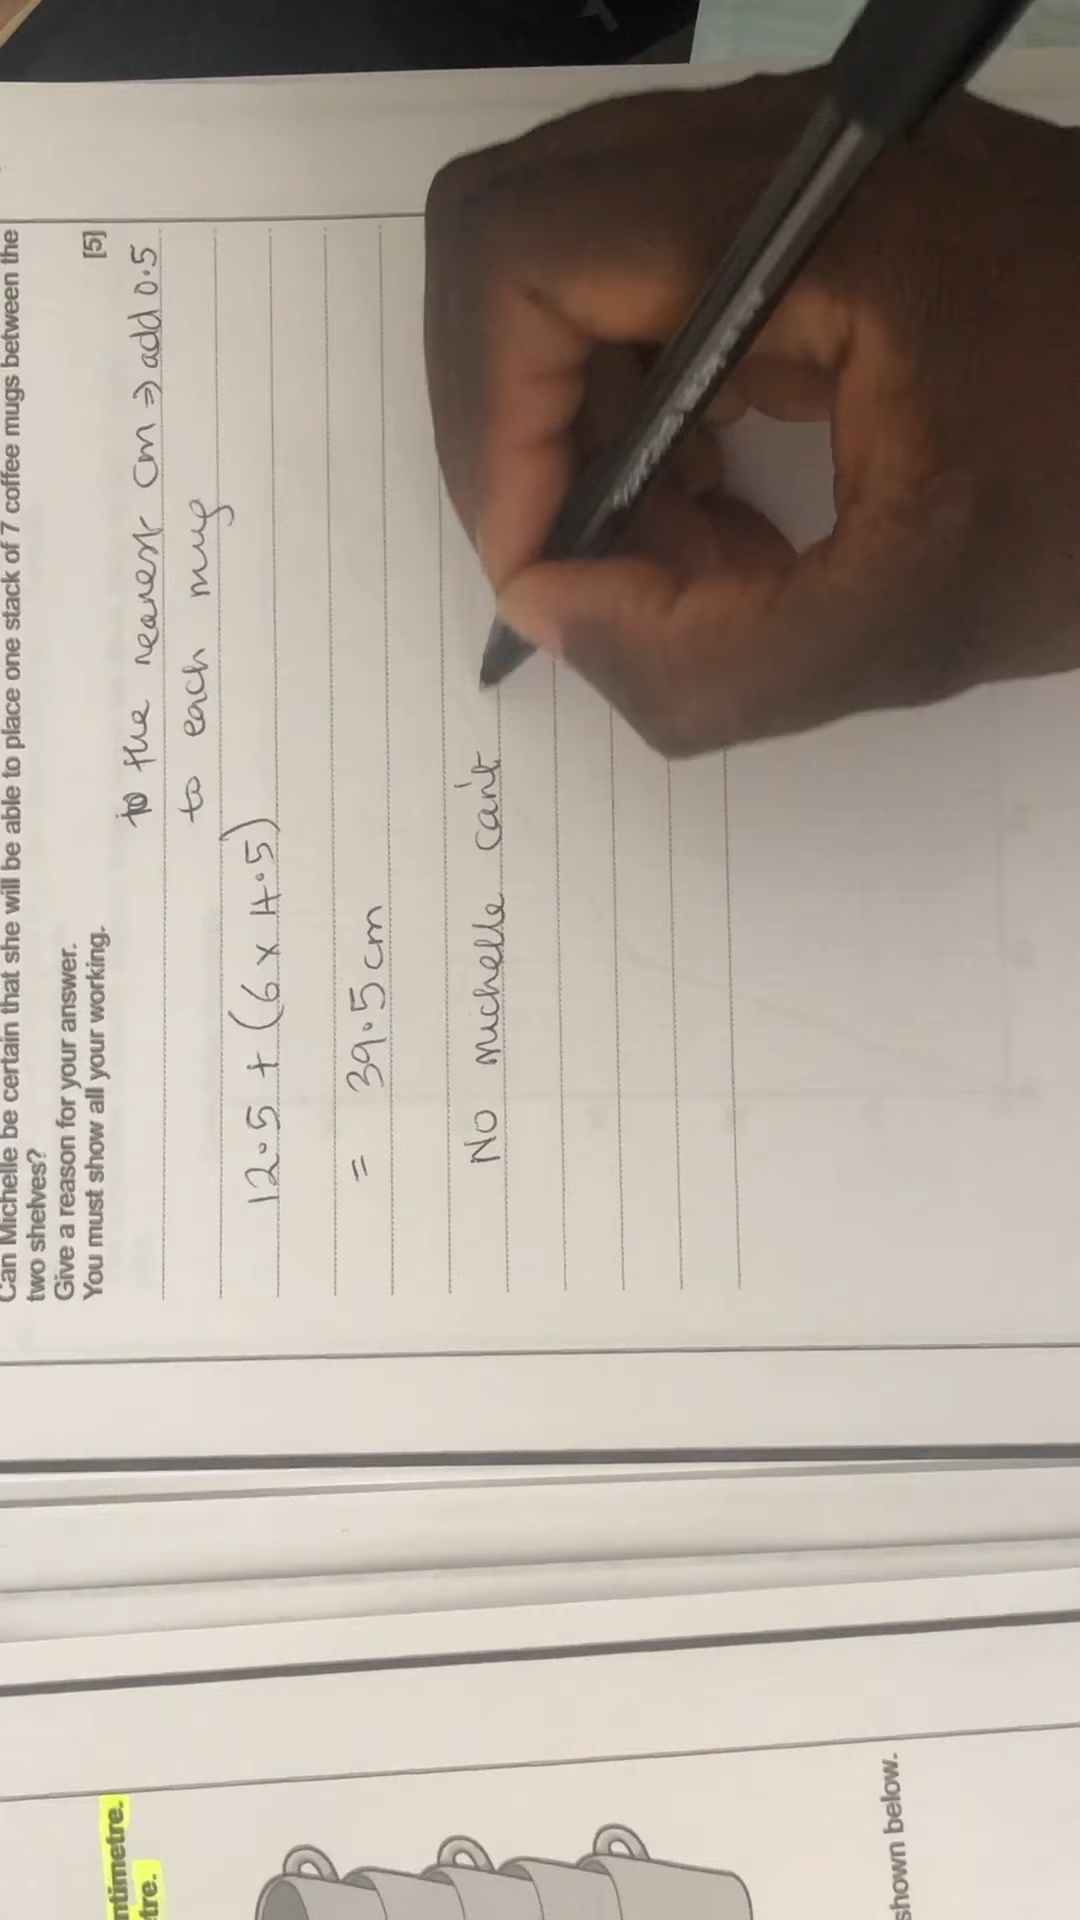 Can Michelle be certain that she will be able to place one stack of 7 coffee mugs between the
two shelves?
Give a reason for your answer.
You must show all your working.
[5]
to the nearest cm ⇒ add 0.5
to each mug
12.5 + (6 x 4.5)
= 39.5 cm
No michelle can't
ntimetre.
tre.
shown below.